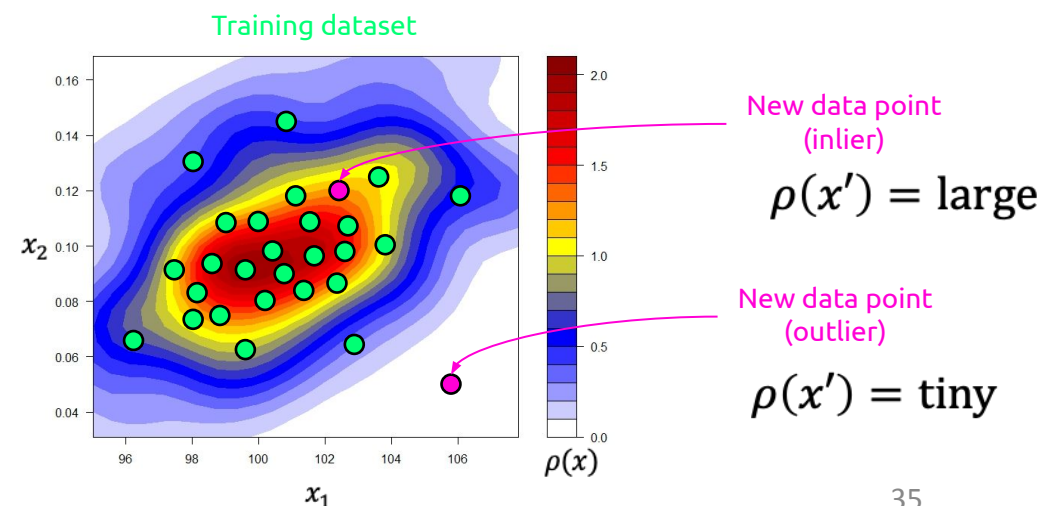 Training dataset
0.16
0.14
0.12
0.10
0.08
0.06
0.04
x₂
96
98
100
102
104
106
x₁
2.0
1.5
1.0
0.5
0.0
ρ(x)
New data point
(inlier)
ρ(x′) = large
New data point
(outlier)
ρ(x′) = tiny
35